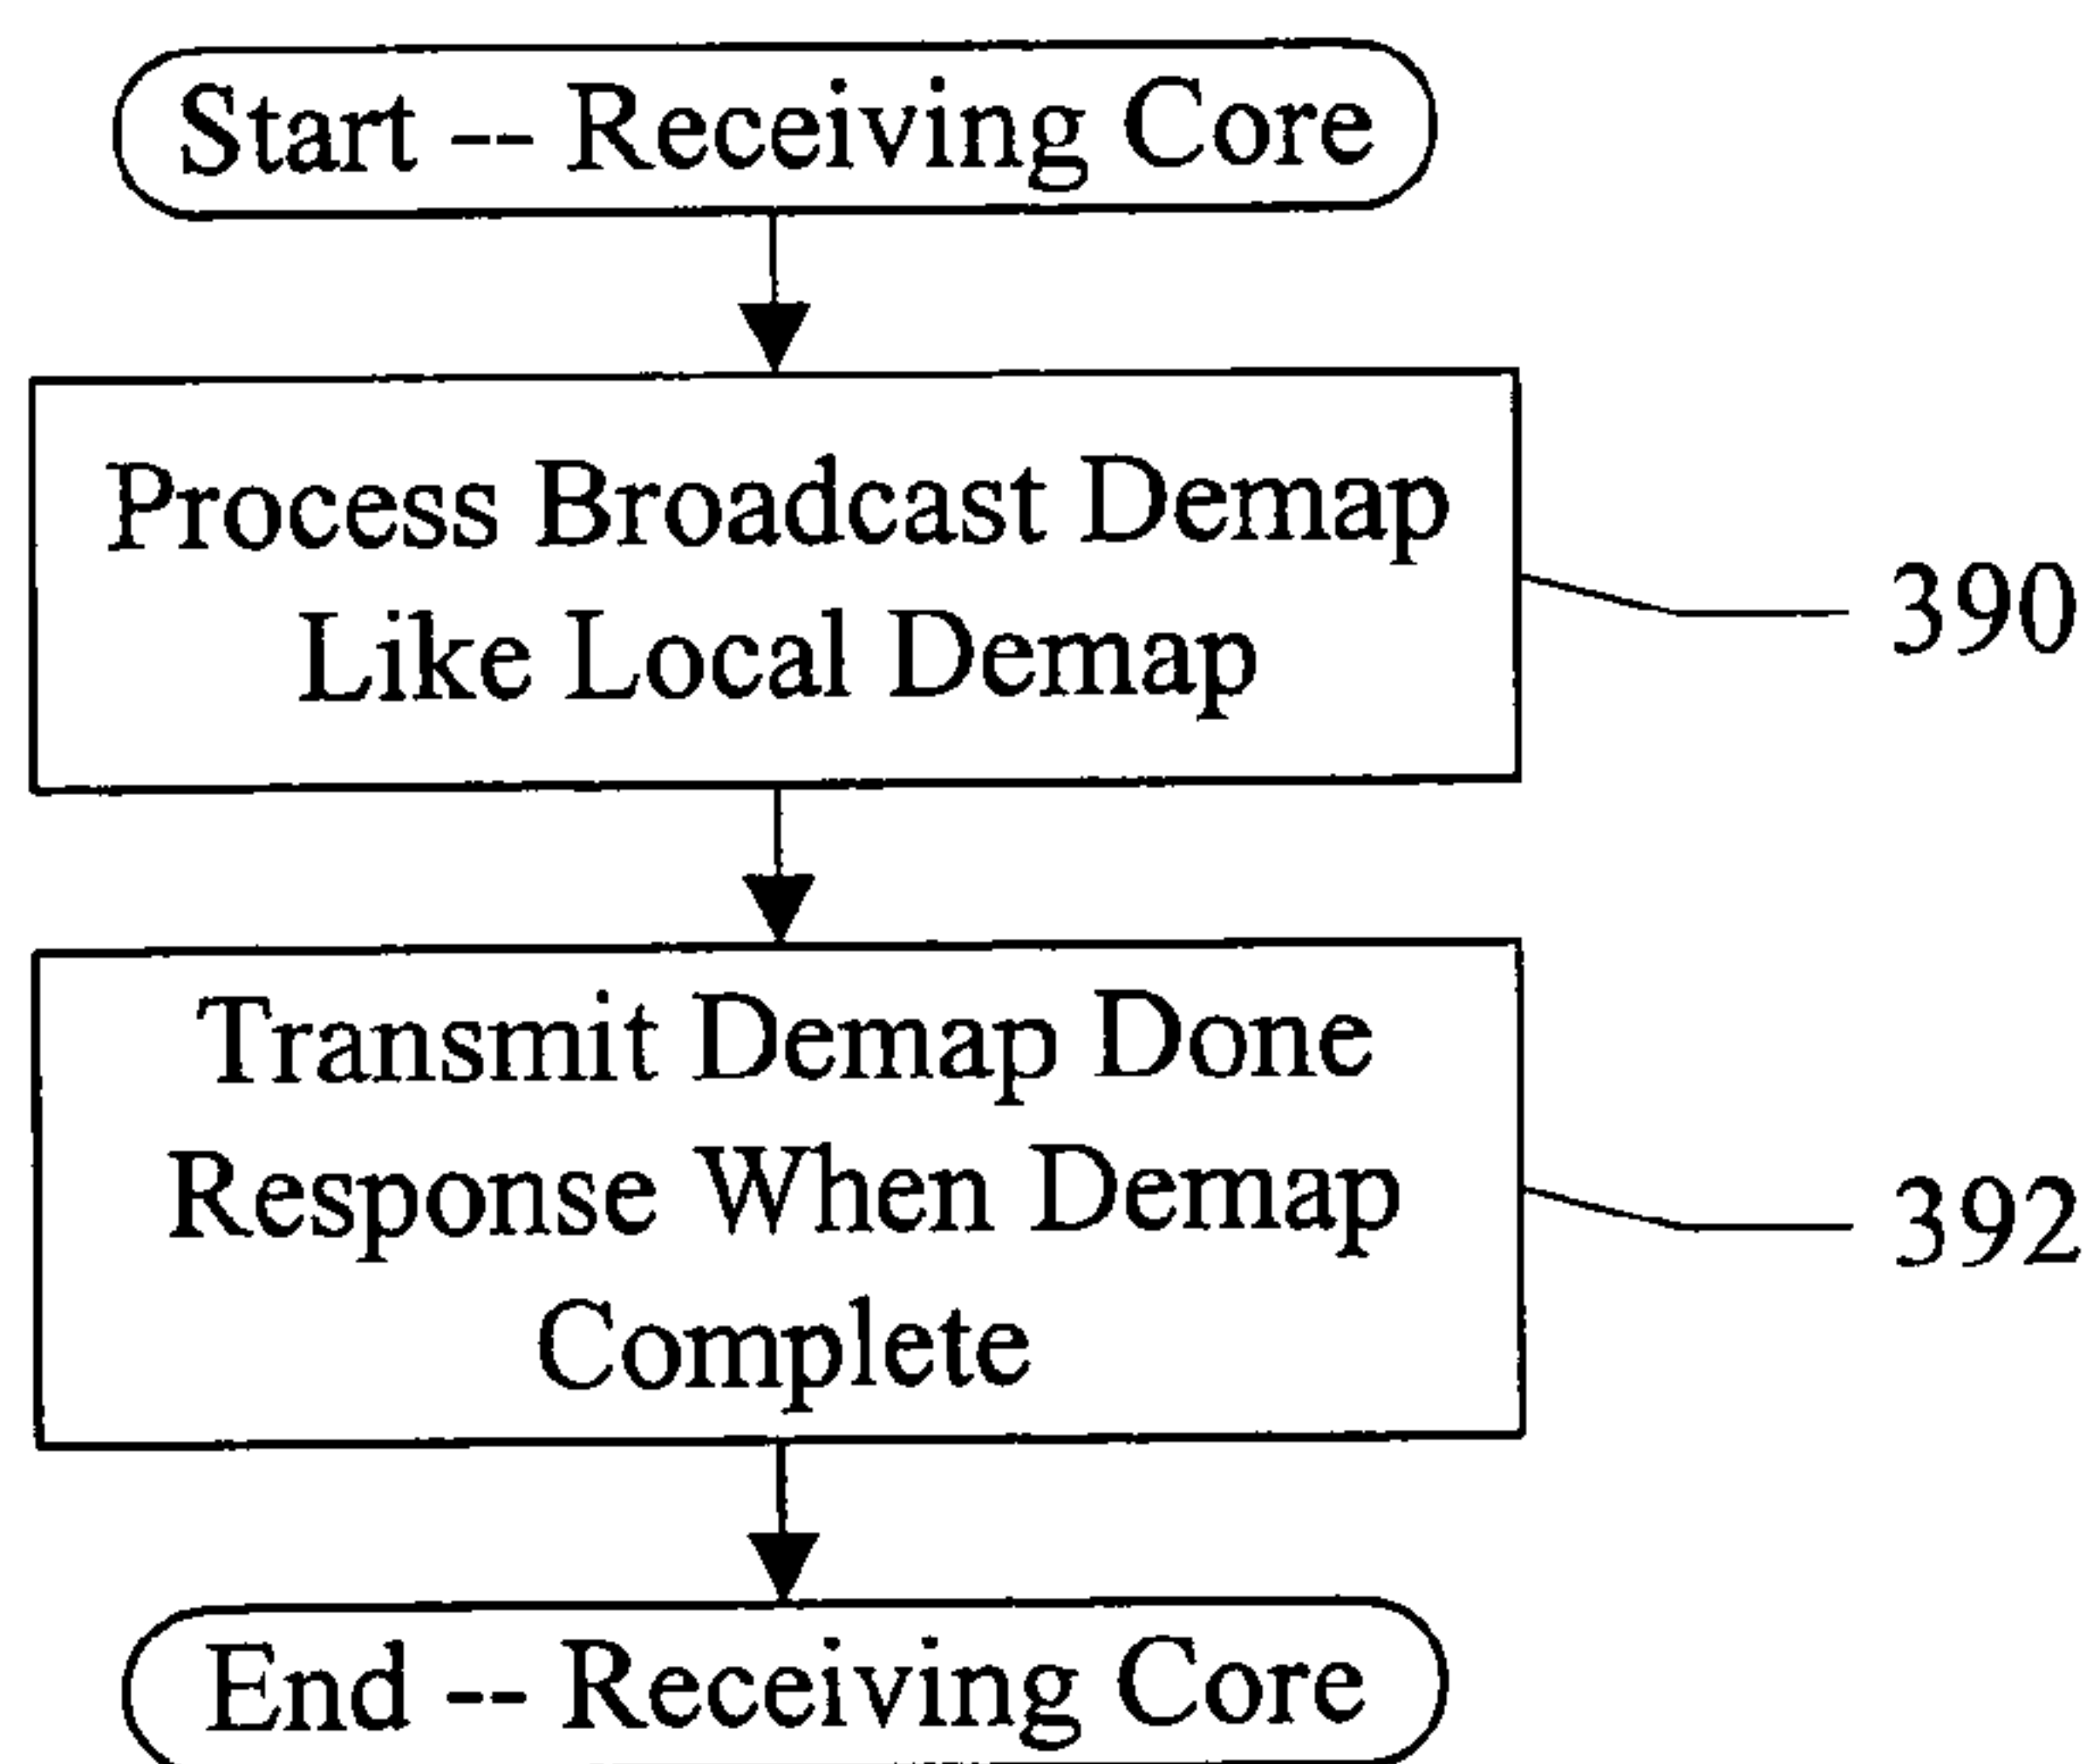 Start -- Receiving Core
Process Broadcast Demap
Like Local Demap
390
Transmit Demap Done
Response When Demap
Complete
392
End -- Receiving Core